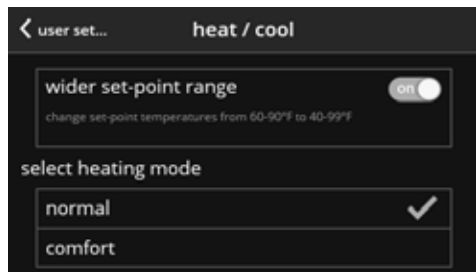 user set...
heat / cool
wider set-point range
on
change set-point temperatures from 60-90°F to 40-99°F
select heating mode
normal
comfort